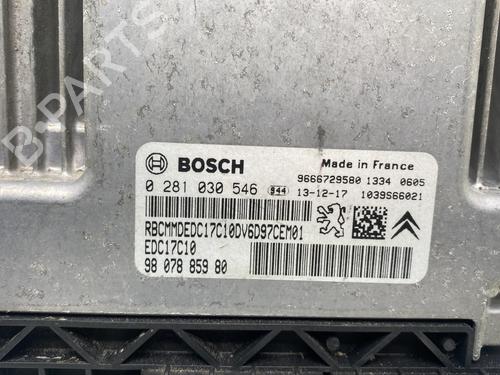 B-PARTS
BOSCH
Made in France
0 281 030 546 944
9666729580 1334 0605
13-12-17 1039S66021
RBCMMDEDC17C10DV6D97CEM01
EDC17C10
98 078 859 80